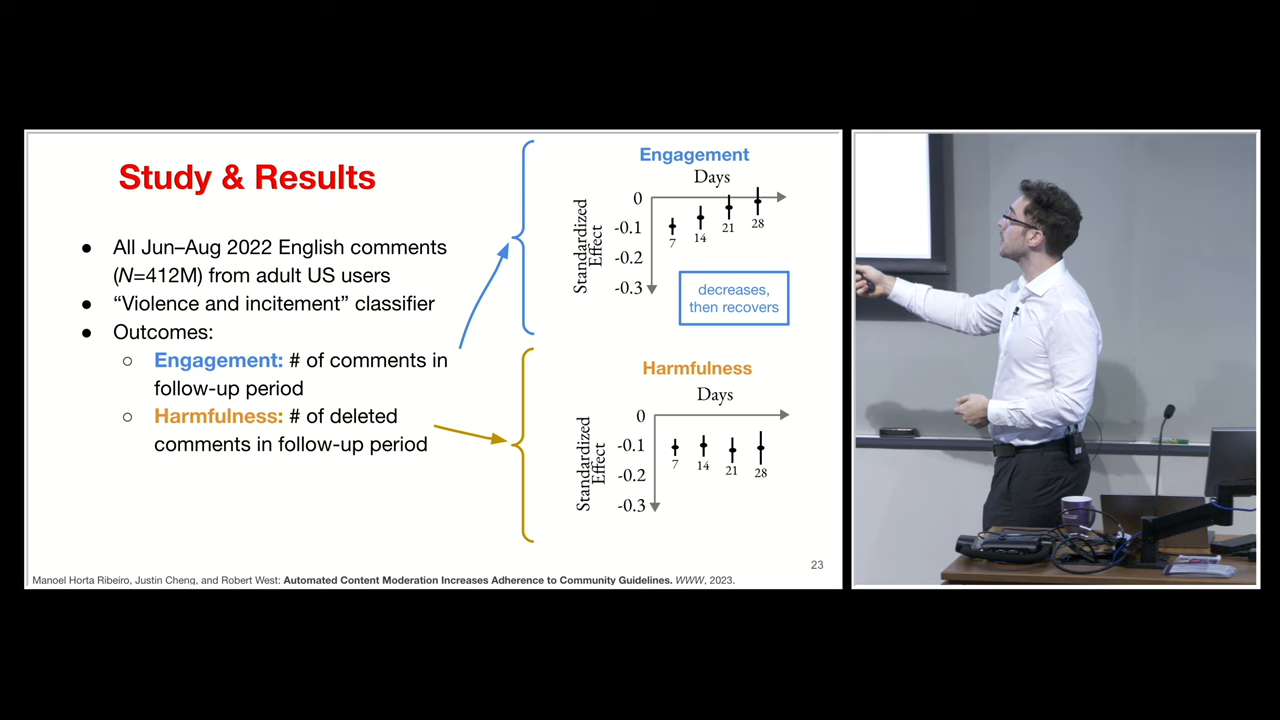 Study & Results
● All Jun–Aug 2022 English comments
(N=412M) from adult US users
● “Violence and incitement” classifier
● Outcomes:
○ Engagement: # of comments in
follow-up period
○ Harmfulness: # of deleted
comments in follow-up period
Engagement
Days
Standardized
Effect
0
-0.1
-0.2
-0.3
7
14
21
28
decreases,
then recovers
Harmfulness
Days
Standardized
Effect
0
-0.1
-0.2
-0.3
7
14
21
28
23
Manoel Horta Ribeiro, Justin Cheng, and Robert West: Automated Content Moderation Increases Adherence to Community Guidelines. WWW, 2023.